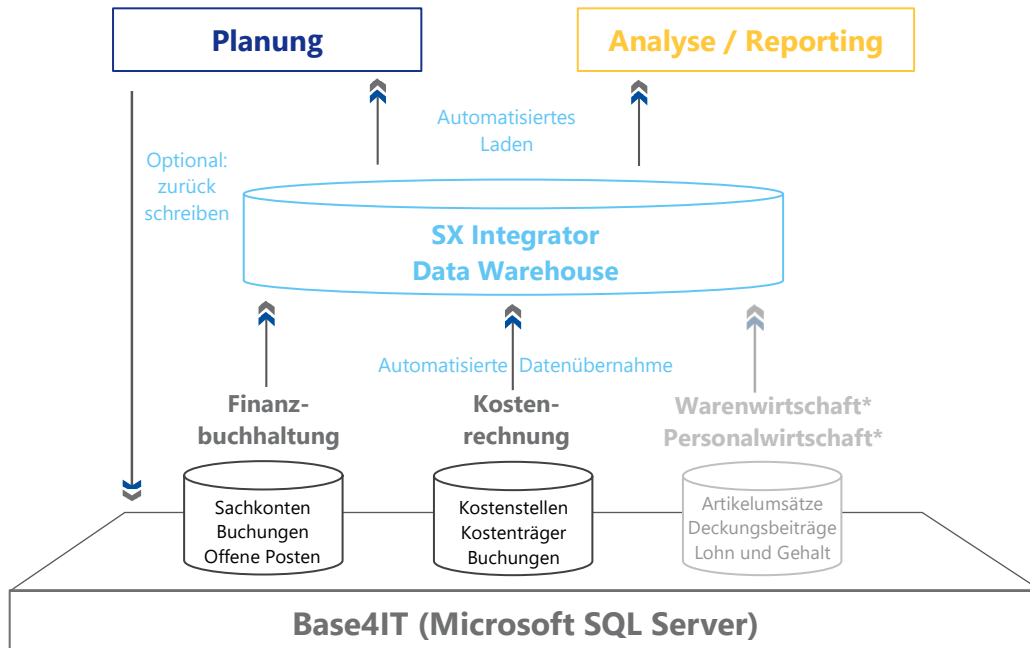 Planung
Analyse / Reporting
Automatisiertes
Laden
Optional:
zurück
schreiben
SX Integrator
Data Warehouse
Automatisierte Datenübernahme
Finanz-
buchhaltung
Kosten-
rechnung
Warenwirtschaft*
Personalwirtschaft*
Sachkonten
Buchungen
Offene Posten
Kostenstellen
Kostenträger
Buchungen
Artikelumsätze
Deckungsbeiträge
Lohn und Gehalt
Base4IT (Microsoft SQL Server)